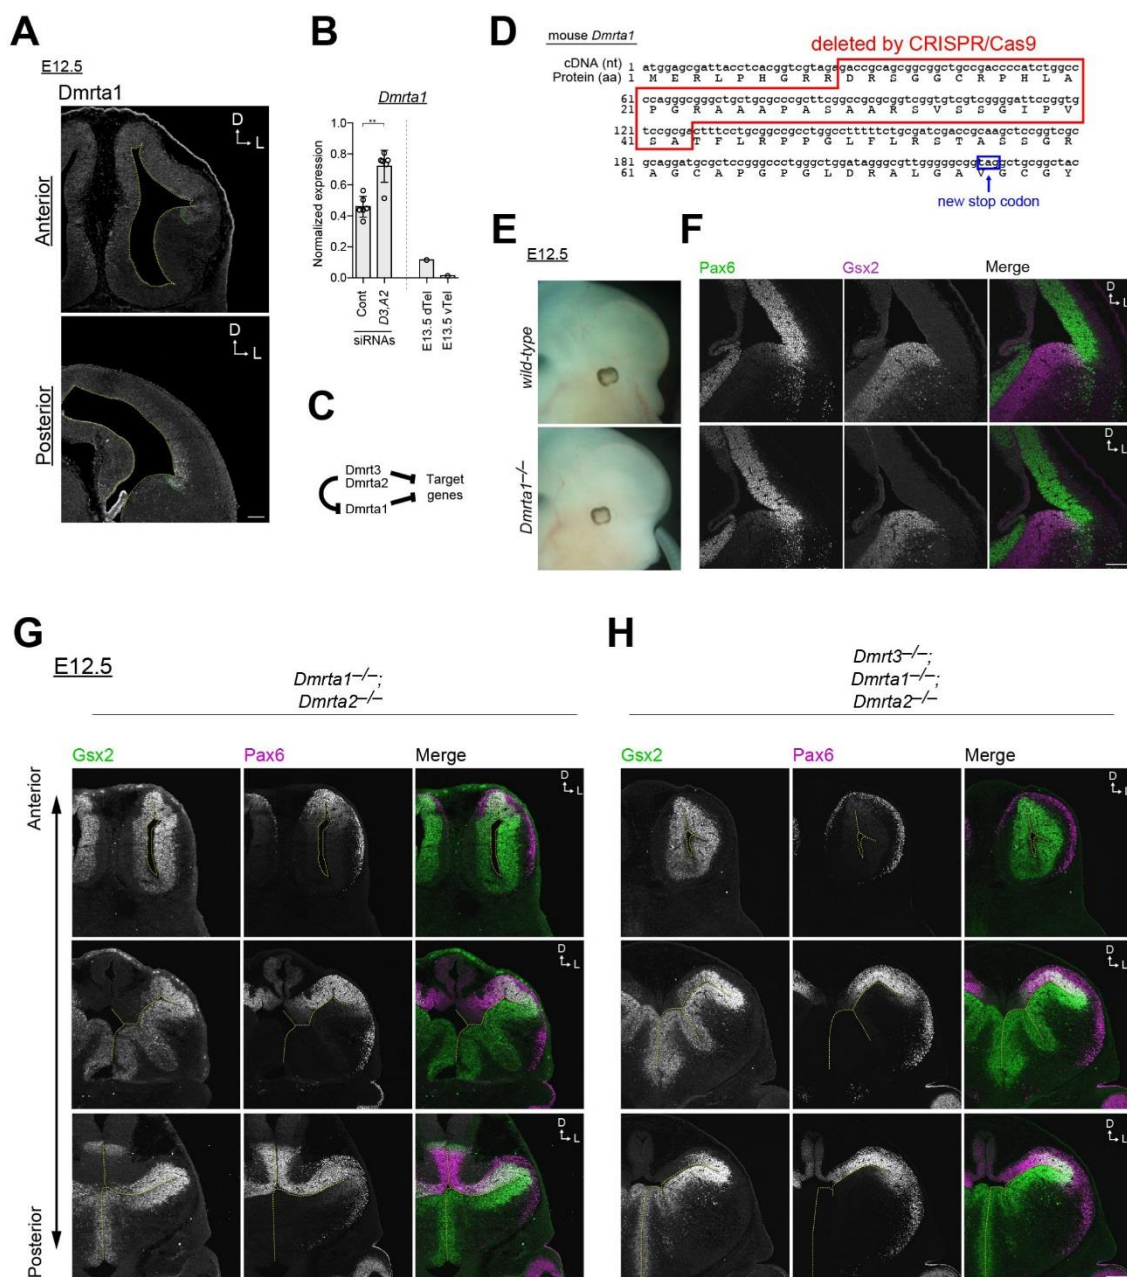 A
E12.5
Dmrta1
Anterior
D
L
Posterior
D
L
B
Dmrta1
Normalized expression
1.0
0.8
0.6
0.4
0.2
0.0
**
Cont
D3,A2
siRNAs
E13.5 dTel
E13.5 vTel
C
Dmrt3
Dmrta2
Dmrta1
Target
genes
D
mouse Dmrta1
deleted by CRISPR/Cas9
cDNA (nt) 1 atggagcgattacctcacggtcgtagagaccgcagcggcggctgccgaccccatctggcc
Protein (aa) 1 M E R L P H G R R D R S G G C R P H L A
61 ccagggcgggctgctgcgcccgcttcggccgcgcggtcggtgtcgtcggggattccggtg
21 P G R A A A P A S A A R S V S S G I P V
121 tccgcgactttcctgcggccgcctggcctttttctgcgatcgaccgcaagctccggtcgc
41 S A T F L R P P G L F L R S T A S S G R
181 gcaggatgcgctccgggccctgggctggatagggcgttgggggcggtaggctgcggctac
61 A G C A P G P G L D R A L G A V G C G Y
new stop codon
E
E12.5
wild-type
Dmrta1–/–
F
Pax6 Gsx2 Merge
D
L
D
L
G
E12.5
Dmrta1–/–;
Dmrta2–/–
Gsx2 Pax6 Merge
Anterior
Posterior
D
L
D
L
D
L
H
Dmrt3–/–;
Dmrta1–/–;
Dmrta2–/–
Gsx2 Pax6 Merge
D
L
D
L
D
L